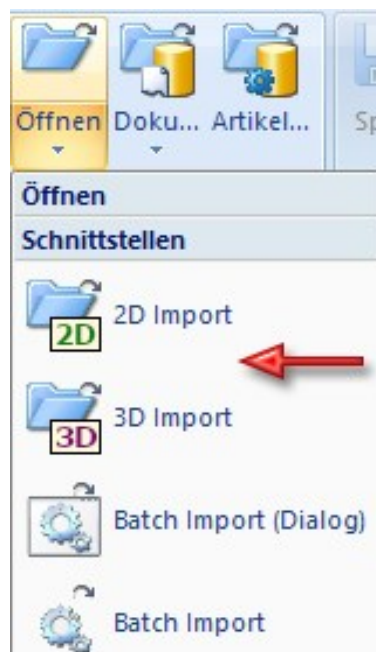 Öffnen Doku... Artikel... Sp
Öffnen
Schnittstellen
2D 2D Import
3D 3D Import
Batch Import (Dialog)
Batch Import